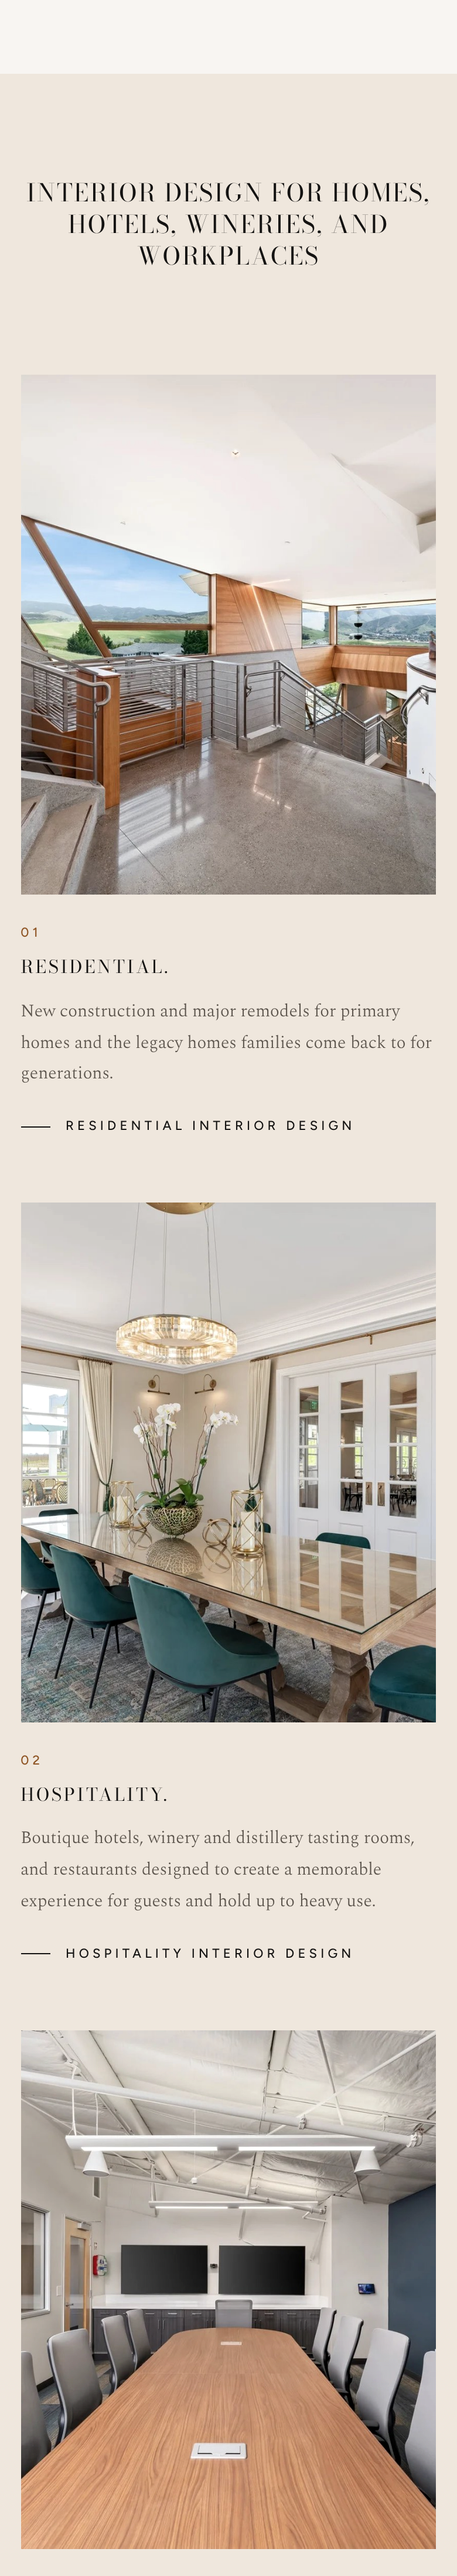 INTERIOR DESIGN FOR HOMES,
HOTELS, WINERIES, AND
WORKPLACES
01
RESIDENTIAL.
New construction and major remodels for primary
homes and the legacy homes families come back to for
generations.
RESIDENTIAL INTERIOR DESIGN
02
HOSPITALITY.
Boutique hotels, winery and distillery tasting rooms,
and restaurants designed to create a memorable
experience for guests and hold up to heavy use.
HOSPITALITY INTERIOR DESIGN